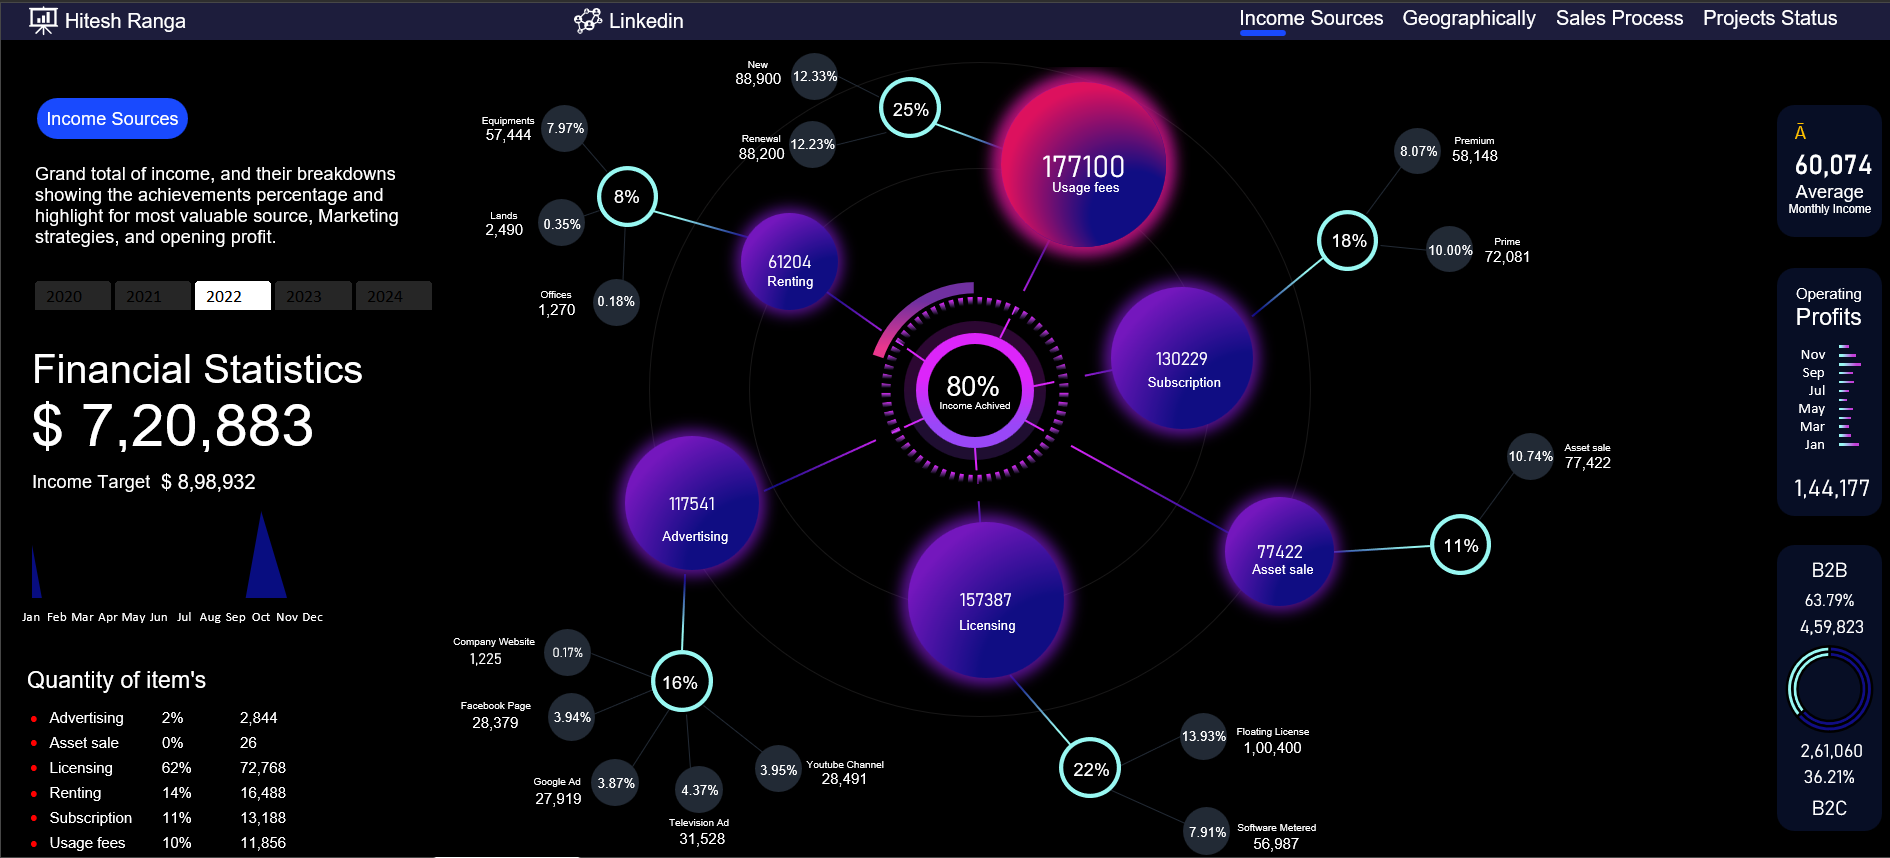 Hitesh Ranga
Linkedin
Income Sources Geographically Sales Process Projects Status
Income Sources
Grand total of income, and their breakdowns
showing the achievements percentage and
highlight for most valuable source, Marketing
strategies, and opening profit.
2020 2021 2022 2023 2024
Financial Statistics
$ 7,20,883
Income Target $ 8,98,932
Jan Feb Mar Apr May Jun Jul Aug Sep Oct Nov Dec
Quantity of item's
Advertising 2% 2,844
Asset sale 0% 26
Licensing 62% 72,768
Renting 14% 16,488
Subscription 11% 13,188
Usage fees 10% 11,856
New
88,900
12.33%
Renewal
88,200
12.23%
25%
177100
Usage fees
Equipments
57,444
7.97%
Lands
2,490
0.35%
Offices
1,270
0.18%
8%
61204
Renting
Premium
58,148
8.07%
Prime
72,081
10.00%
18%
130229
Subscription
80%
Income Achived
Asset sale
77,422
10.74%
11%
77422
Asset sale
117541
Advertising
16%
Company Website
1,225
0.17%
Facebook Page
28,379
3.94%
Google Ad
27,919
3.87%
4.37%
Television Ad
31,528
3.95%
Youtube Channel
28,491
157387
Licensing
22%
13.93%
Floating License
1,00,400
7.91%
Software Metered
56,987
Ā
60,074
Average
Monthly Income
Operating
Profits
Nov
Sep
Jul
May
Mar
Jan
1,44,177
B2B
63.79%
4,59,823
2,61,060
36.21%
B2C